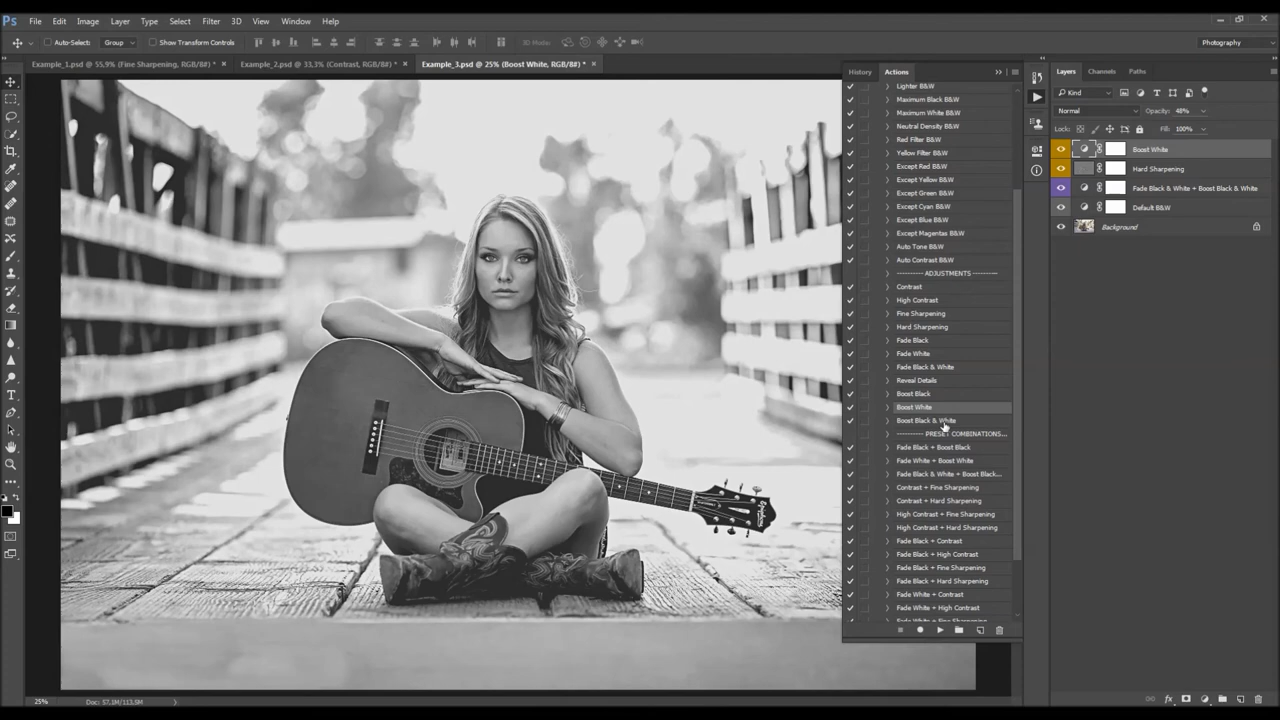 Ps File Edit Image Layer Type Select Filter 3D View Window Help
Auto-Select: Group Show Transform Controls 3D Mode: Photography
Example_1.psd @ 55,9% (Fine Sharpening, RGB/8#) * × Example_2.psd @ 33,3% (Contrast, RGB/8#) * × Example_3.psd @ 25% (Boost White, RGB/8#) * ×
History Actions
Lighter B&W
Maximum Black B&W
Maximum White B&W
Neutral Density B&W
Red Filter B&W
Yellow Filter B&W
Except Red B&W
Except Yellow B&W
Except Green B&W
Except Cyan B&W
Except Blue B&W
Except Magentas B&W
Auto Tone B&W
Auto Contrast B&W
---------- ADJUSTMENTS ---------
Contrast
High Contrast
Fine Sharpening
Hard Sharpening
Fade Black
Fade White
Fade Black & White
Reveal Details
Boost Black
Boost White
Boost Black & White
---------- PRESET COMBINATIONS...
Fade Black + Boost Black
Fade White + Boost White
Fade Black & White + Boost Black...
Contrast + Fine Sharpening
Contrast + Hard Sharpening
High Contrast + Fine Sharpening
High Contrast + Hard Sharpening
Fade Black + Contrast
Fade Black + High Contrast
Fade Black + Fine Sharpening
Fade Black + Hard Sharpening
Fade White + Contrast
Fade White + High Contrast
Fade White + Fine Sharpening
Layers Channels Paths
Kind
Normal Opacity: 48%
Lock: Fill: 100%
Boost White
Hard Sharpening
Fade Black & White + Boost Black & White
Default B&W
Background
25% Doc: 57,1M/113,5M